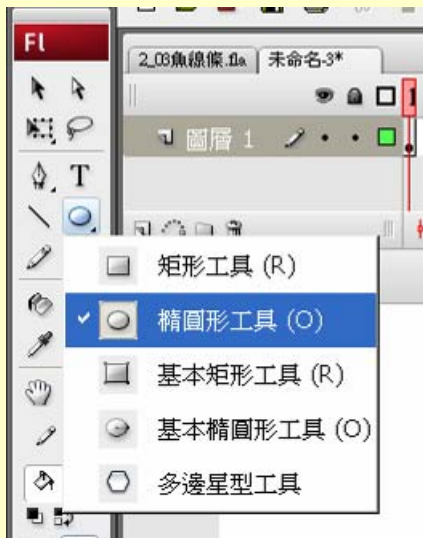 Fl
2_03魚線條.fla
未命名-3*
圖層 1
1
T
矩形工具 (R)
橢圓形工具 (O)
基本矩形工具 (R)
基本橢圓形工具 (O)
多邊星型工具